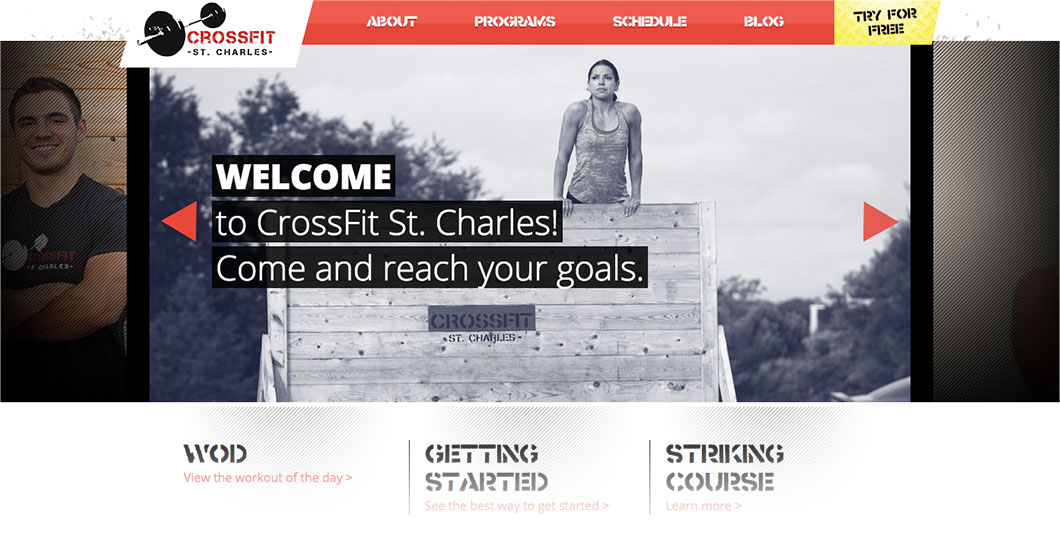 CROSSFIT
-ST. CHARLES-
ABOUT
PROGRAMS
SCHEDULE
BLOG
TRY FOR
FREE
WELCOME
to CrossFit St. Charles!
Come and reach your goals.
CROSSFIT
-ST. CHARLES-
CROSSFIT
-ST. CHARLES-
WOD
View the workout of the day >
GETTING
STARTED
See the best way to get started >
STRIKING
COURSE
Learn more >